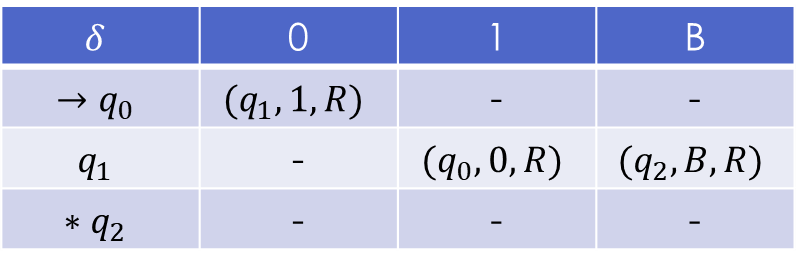 δ 0 1 B
→ q₀ (q₁, 1, R) - -
q₁ - (q₀, 0, R) (q₂, B, R)
* q₂ - - -